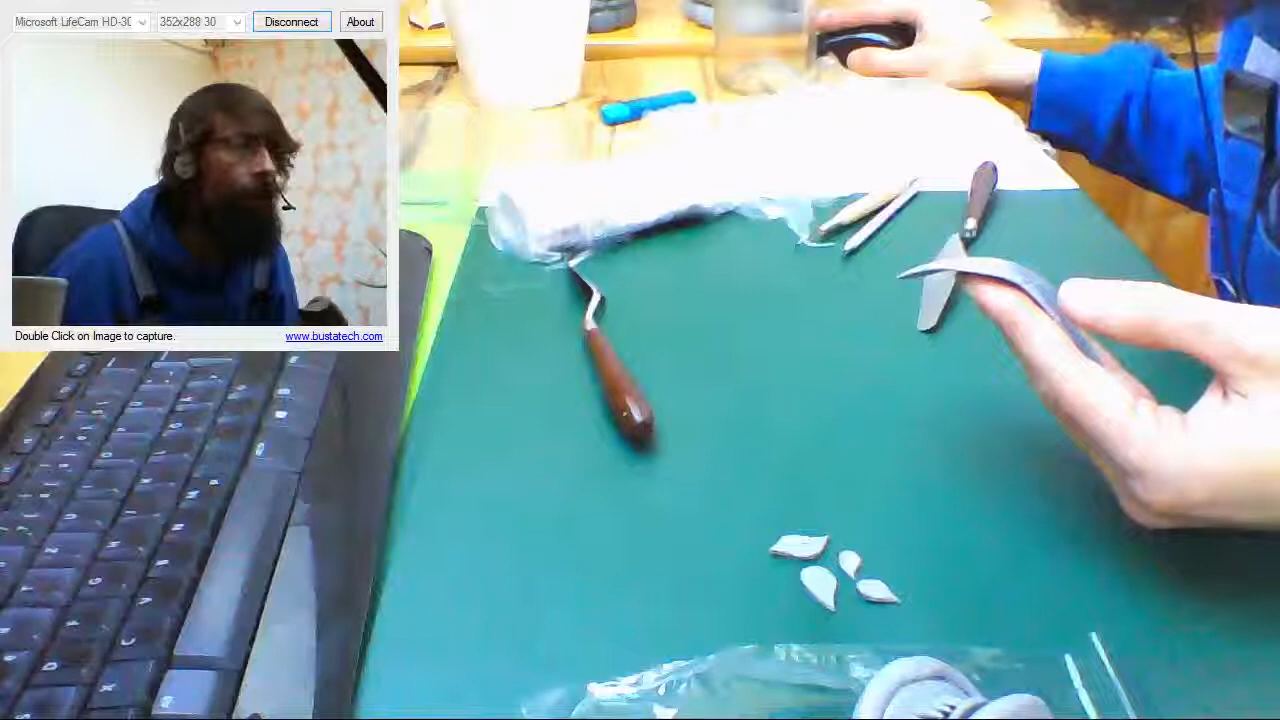 Microsoft LifeCam HD-30
352x288 30
Disconnect
About
Double Click on Image to capture.
www.bustatech.com